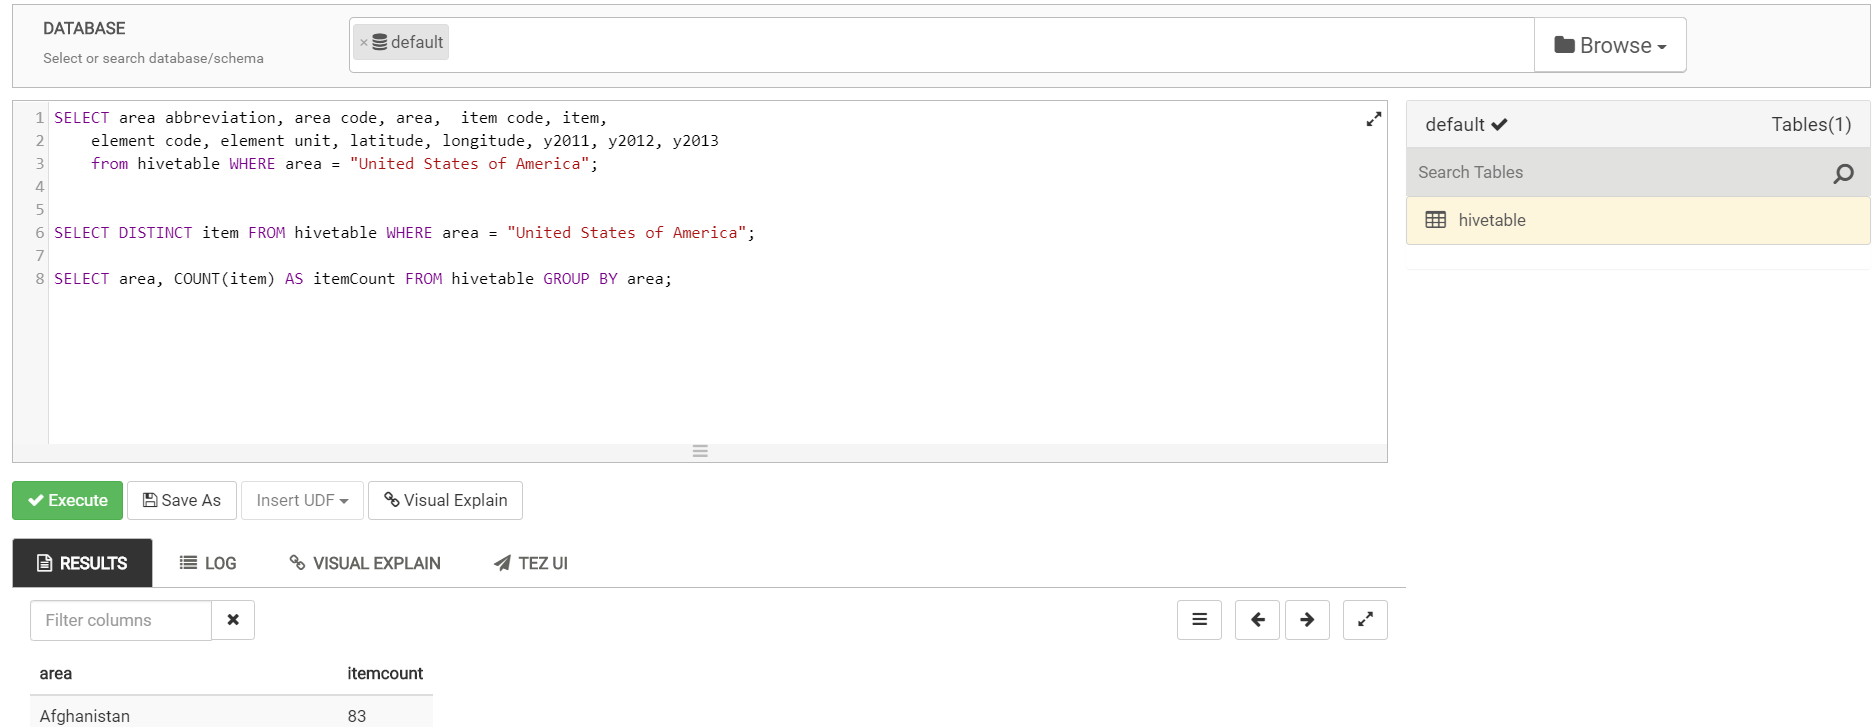 DATABASE
Select or search database/schema
× default
Browse
1 SELECT area abbreviation, area code, area,  item code, item,
2     element code, element unit, latitude, longitude, y2011, y2012, y2013
3     from hivetable WHERE area = "United States of America";
4
5
6 SELECT DISTINCT item FROM hivetable WHERE area = "United States of America";
7
8 SELECT area, COUNT(item) AS itemCount FROM hivetable GROUP BY area;
default Tables(1)
Search Tables
hivetable
Execute Save As Insert UDF Visual Explain
RESULTS LOG VISUAL EXPLAIN TEZ UI
Filter columns
area itemcount
Afghanistan 83